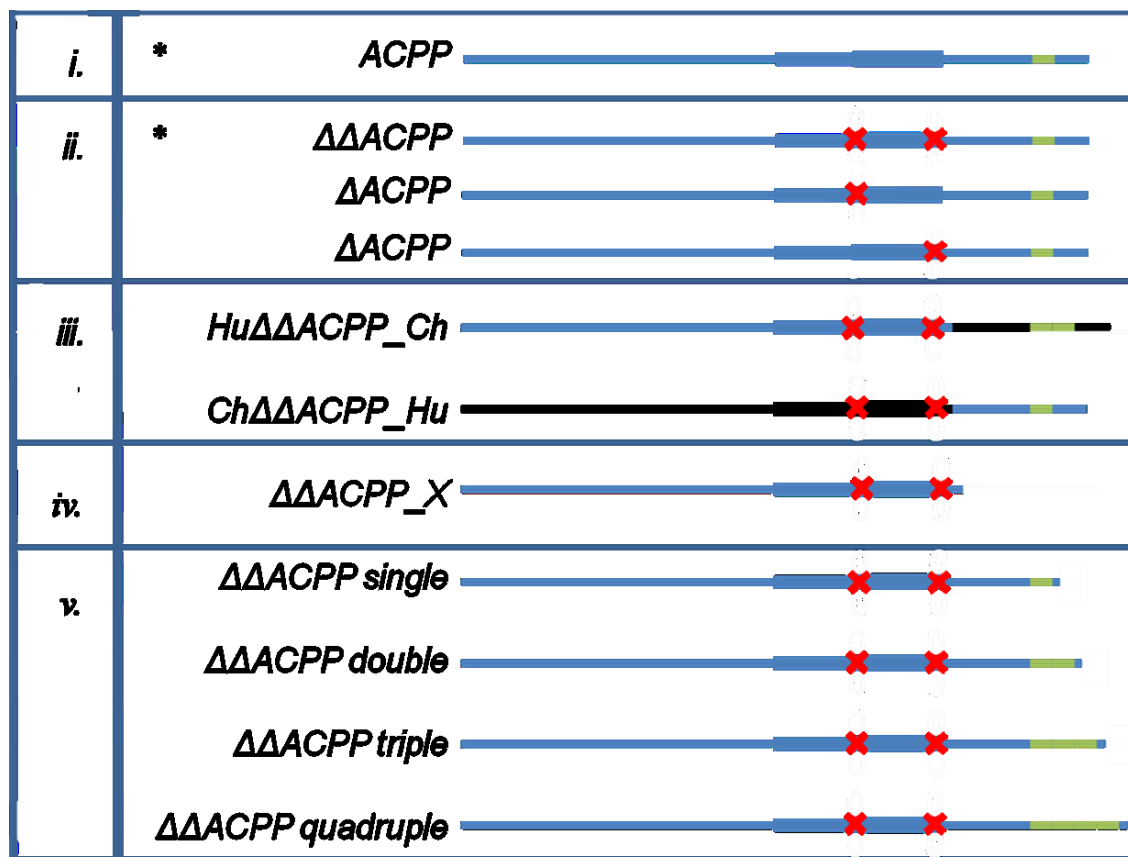 i. * ACPP
ii. * ΔΔACPP
ΔACPP
ΔACPP
iii. HuΔΔACPP_Ch
ChΔΔACPP_Hu
iv. ΔΔACPP_X
v. ΔΔACPP single
ΔΔACPP double
ΔΔACPP triple
ΔΔACPP quadruple